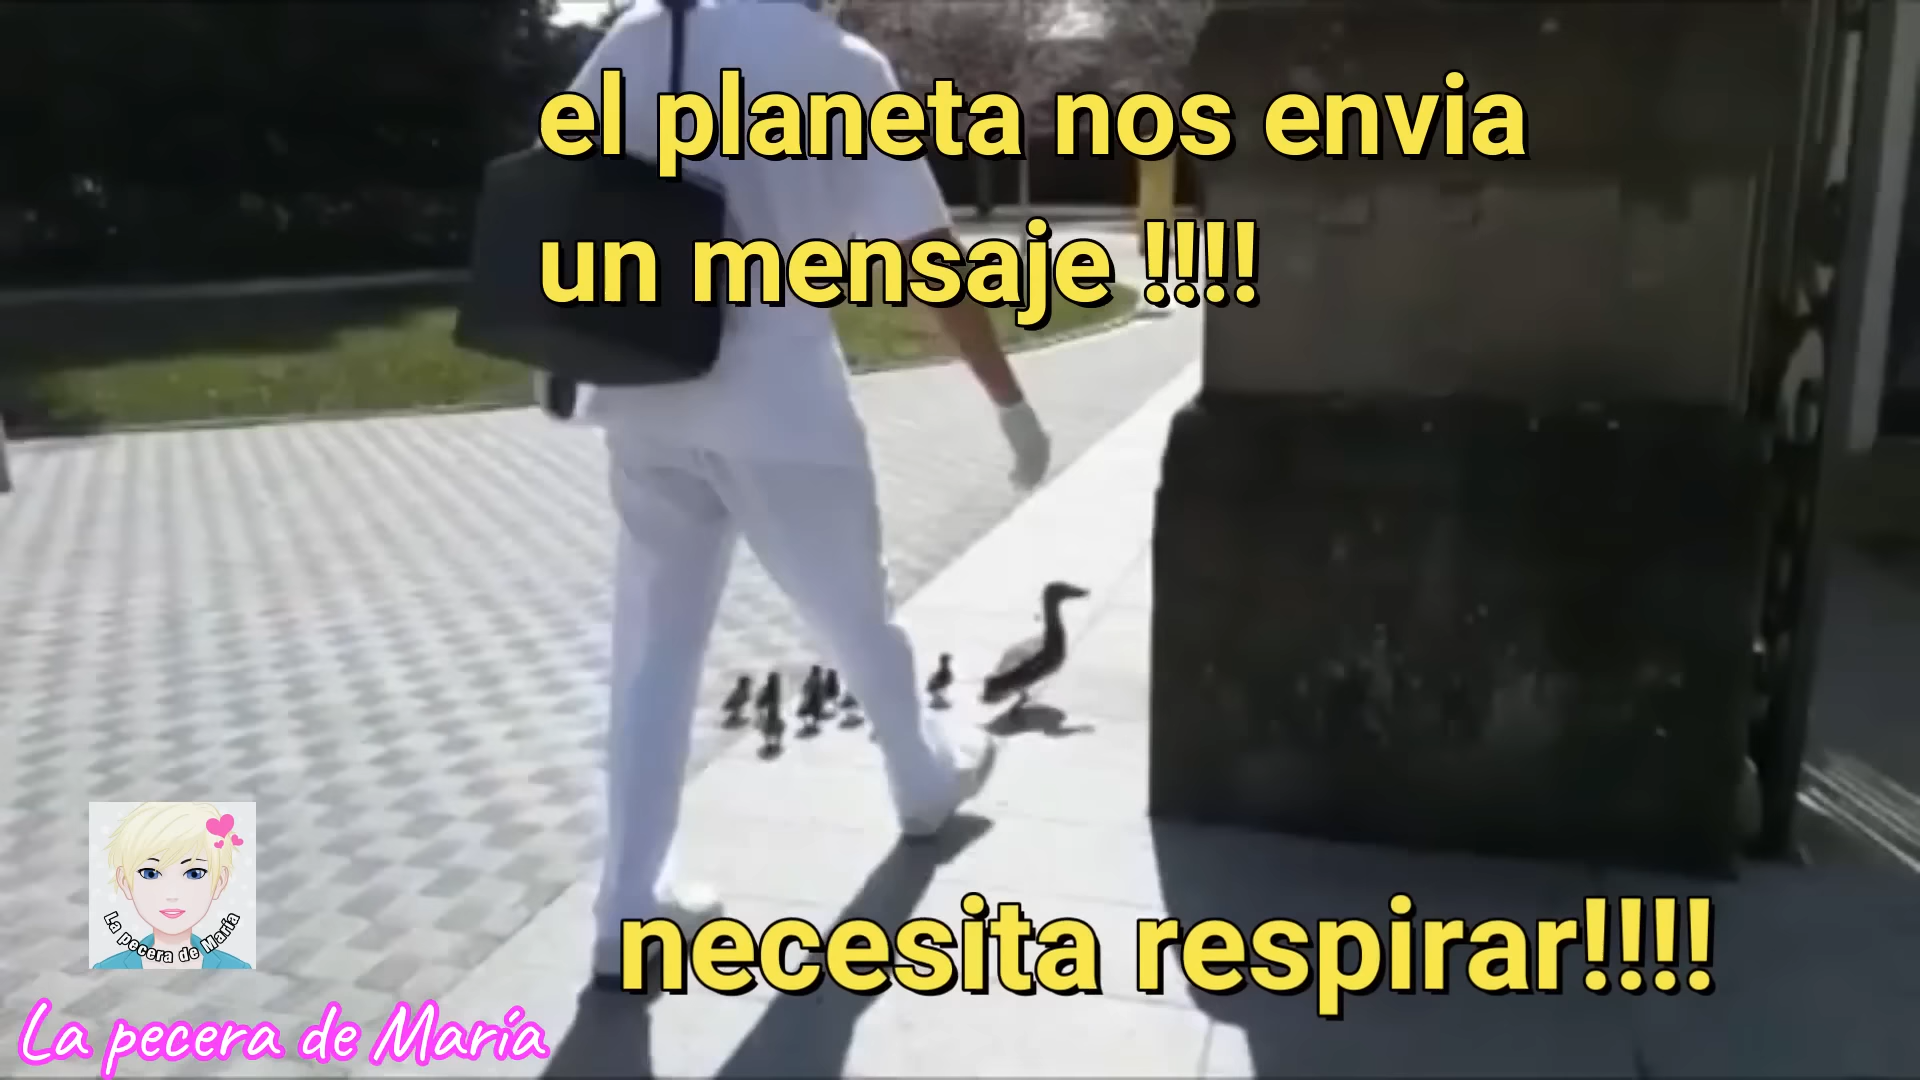 el planeta nos envia
un mensaje !!!!
La pecera de María
necesita respirar!!!!
La pecera de María